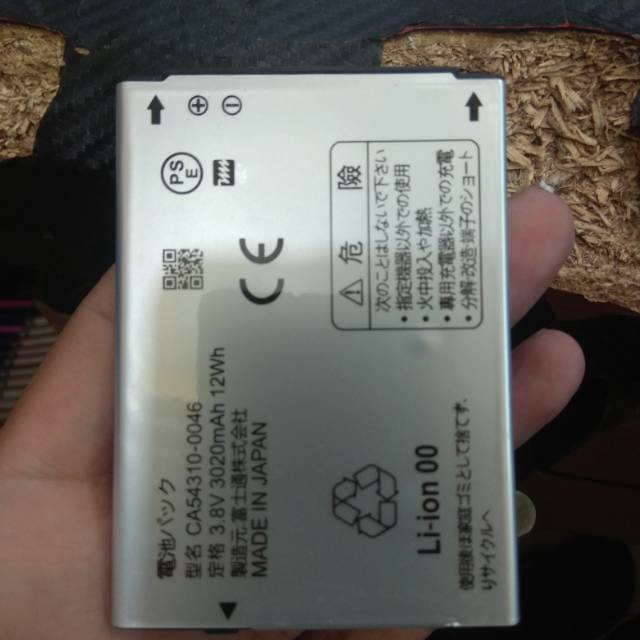 電池パック
型名 CA54310-0046
定格 3.8V 3020mAh 12Wh
製造元:富士通株式会社
MADE IN JAPAN
PSE
CE
⚠ 危 險
次のことはしないで下さい
・指定機器以外での使用
・火中投入や加熱
・専用充電器以外での充電
・分解・改造・端子のショート
Li-ion 00
使用後は家庭ゴミとして捨てず、
リサイクルへ